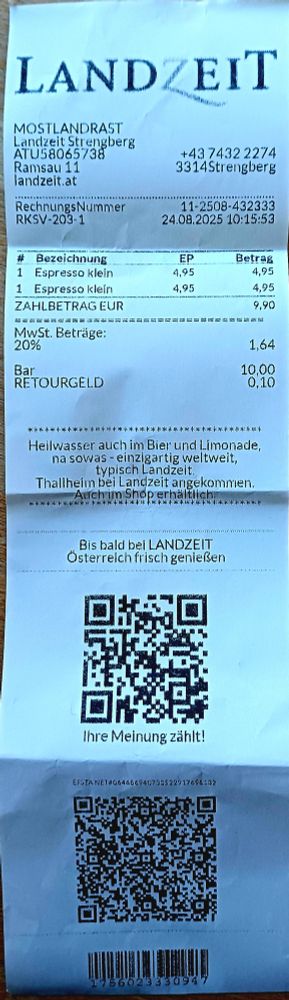 LANDZEIT
MOSTLANDRAST
Landzeit Strengberg
ATU58065738 +43 7432 2274
Ramsau 11 3314Strengberg
landzeit.at
RechnungsNummer 11-2508-432333
RKSV-203-1 24.08.2025 10:15:53
# Bezeichnung EP Betrag
1 Espresso klein 4,95 4,95
1 Espresso klein 4,95 4,95
ZAHLBETRAG EUR 9,90
MwSt. Beträge:
20% 1,64
Bar 10,00
RETOURGELD 0,10
Heilwasser auch im Bier und Limonade,
na sowas - einzigartig weltweit,
typisch Landzeit.
Thallheim bei Landzeit angekommen.
Auch im Shop erhältlich.
Bis bald bei LANDZEIT
Österreich frisch genießen
Ihre Meinung zählt!
1756023330947